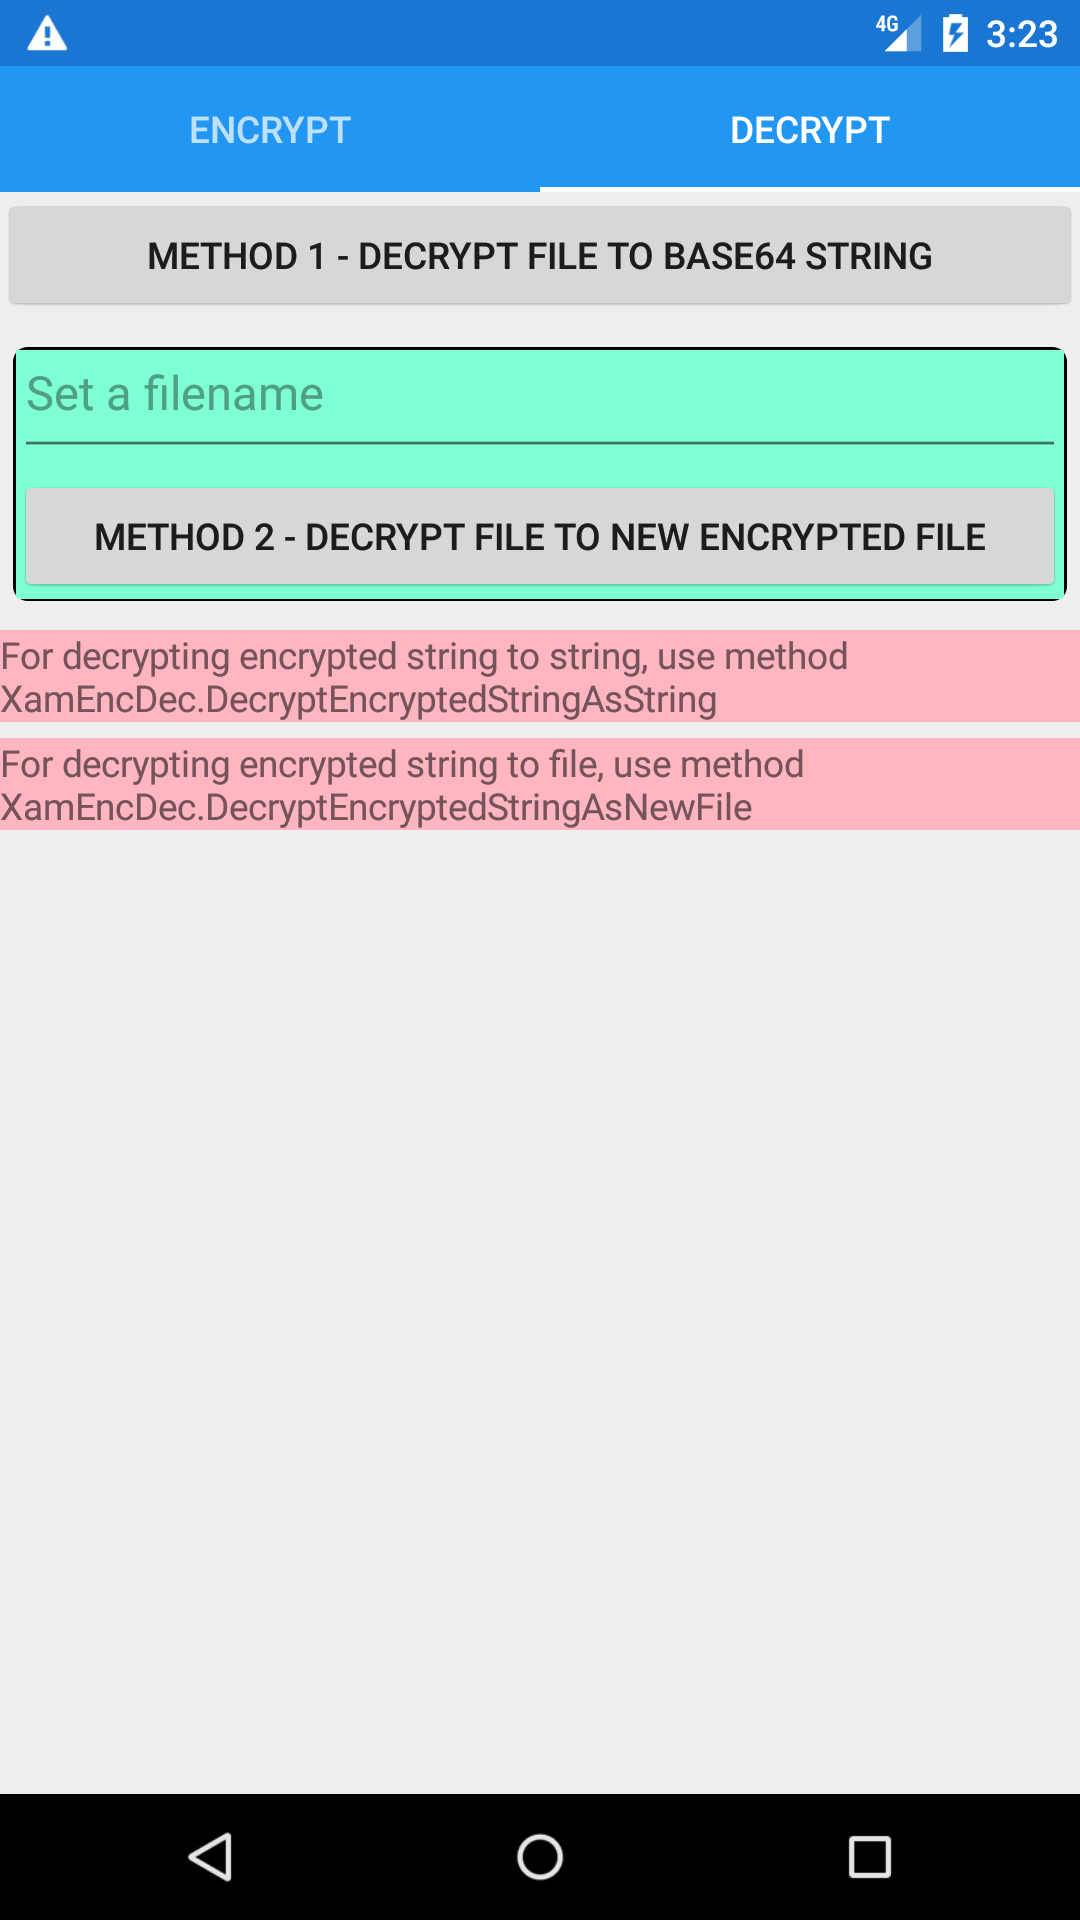 4G 3:23
ENCRYPT DECRYPT
METHOD 1 - DECRYPT FILE TO BASE64 STRING
Set a filename
METHOD 2 - DECRYPT FILE TO NEW ENCRYPTED FILE
For decrypting encrypted string to string, use method
XamEncDec.DecryptEncryptedStringAsString
For decrypting encrypted string to file, use method
XamEncDec.DecryptEncryptedStringAsNewFile